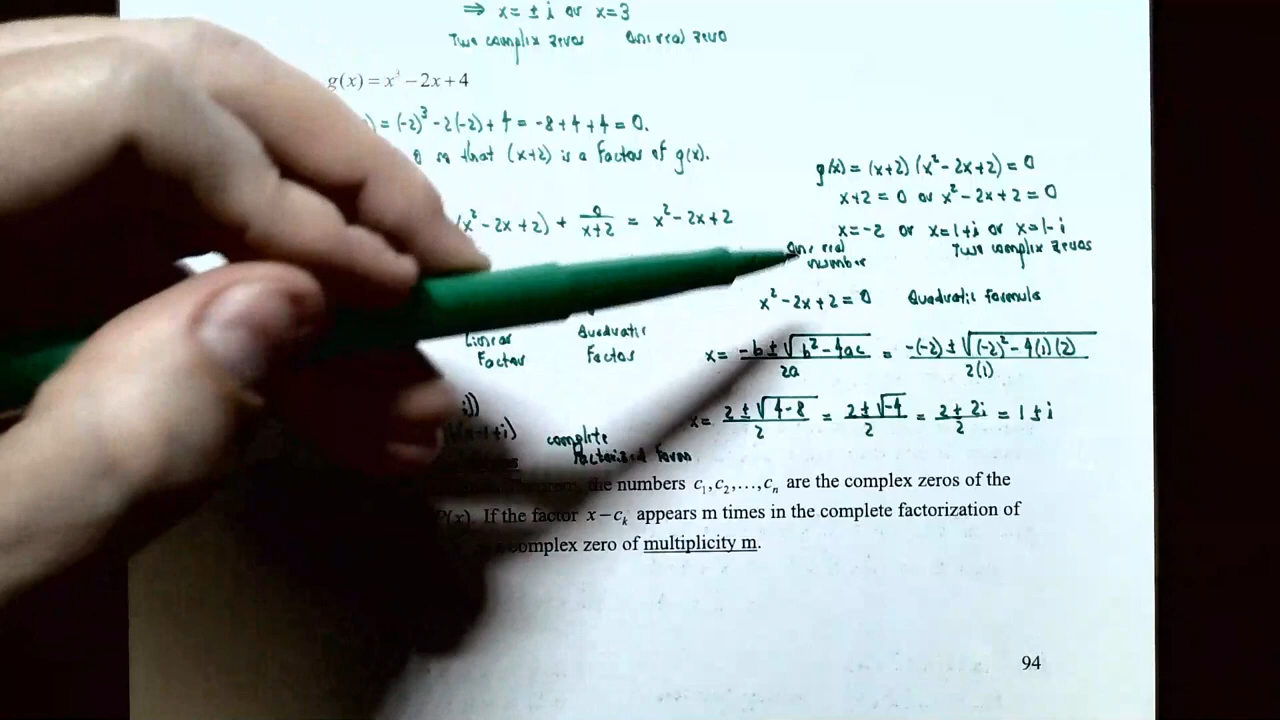 ⇒ x = ± i or x=3
Two complex zeros One real zero
g(x) = x³ − 2x + 4
) = (-2)³ - 2(-2) + 4 = -8 + 4 + 4 = 0.
so that (x+2) is a factor of g(x).
(x² - 2x + 2) + 0/(x+2) = x² - 2x + 2
Linear Factor
Quadratic Factor
i))
+i) complete factorized form
g(x) = (x+2) (x² - 2x + 2) = 0
x+2 = 0 or x² - 2x + 2 = 0
x = -2 or x = 1+i or x = 1-i
One real number Two complex zeros
x² - 2x + 2 = 0 Quadratic Formula
x = (-b ± √(b² - 4ac))/2a = (-(-2) ± √((-2)² - 4(1)(2)))/2(1)
x = (2 ± √(4-8))/2 = (2 ± √-4)/2 = (2 ± 2i)/2 = 1 ± i
the numbers c₁, c₂, …, cₙ are the complex zeros of the
P(x). If the factor x − cₖ appears m times in the complete factorization of
complex zero of multiplicity m.
94